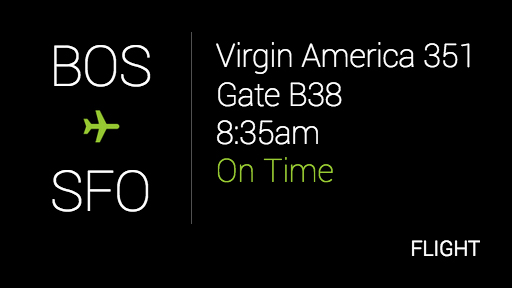 BOS
SFO
Virgin America 351
Gate B38
8:35am
On Time
FLIGHT